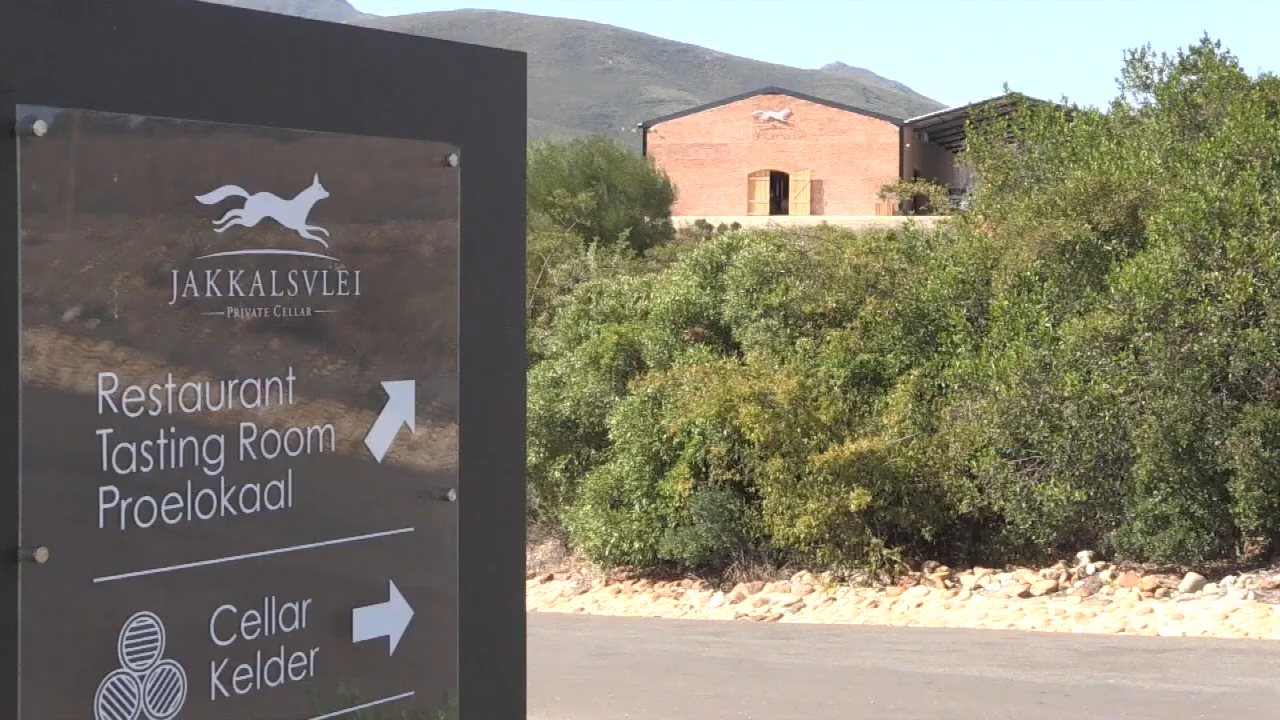 JAKKALSVLEI
PRIVATE CELLAR
Restaurant
Tasting Room
Proelokaal
Cellar
Kelder